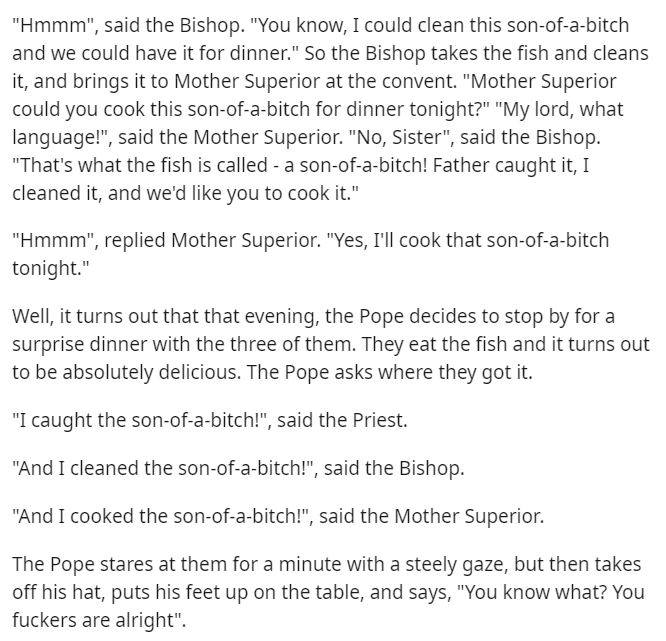 "Hmmm", said the Bishop. "You know, I could clean this son-of-a-bitch
and we could have it for dinner." So the Bishop takes the fish and cleans
it, and brings it to Mother Superior at the convent. "Mother Superior
could you cook this son-of-a-bitch for dinner tonight?" "My lord, what
language!", said the Mother Superior. "No, Sister", said the Bishop.
"That's what the fish is called - a son-of-a-bitch! Father caught it, I
cleaned it, and we'd like you to cook it."
"Hmmm", replied Mother Superior. "Yes, I'll cook that son-of-a-bitch
tonight."
Well, it turns out that that evening, the Pope decides to stop by for a
surprise dinner with the three of them. They eat the fish and it turns out
to be absolutely delicious. The Pope asks where they got it.
"I caught the son-of-a-bitch!", said the Priest.
"And I cleaned the son-of-a-bitch!", said the Bishop.
"And I cooked the son-of-a-bitch!", said the Mother Superior.
The Pope stares at them for a minute with a steely gaze, but then takes
off his hat, puts his feet up on the table, and says, "You know what? You
fuckers are alright".